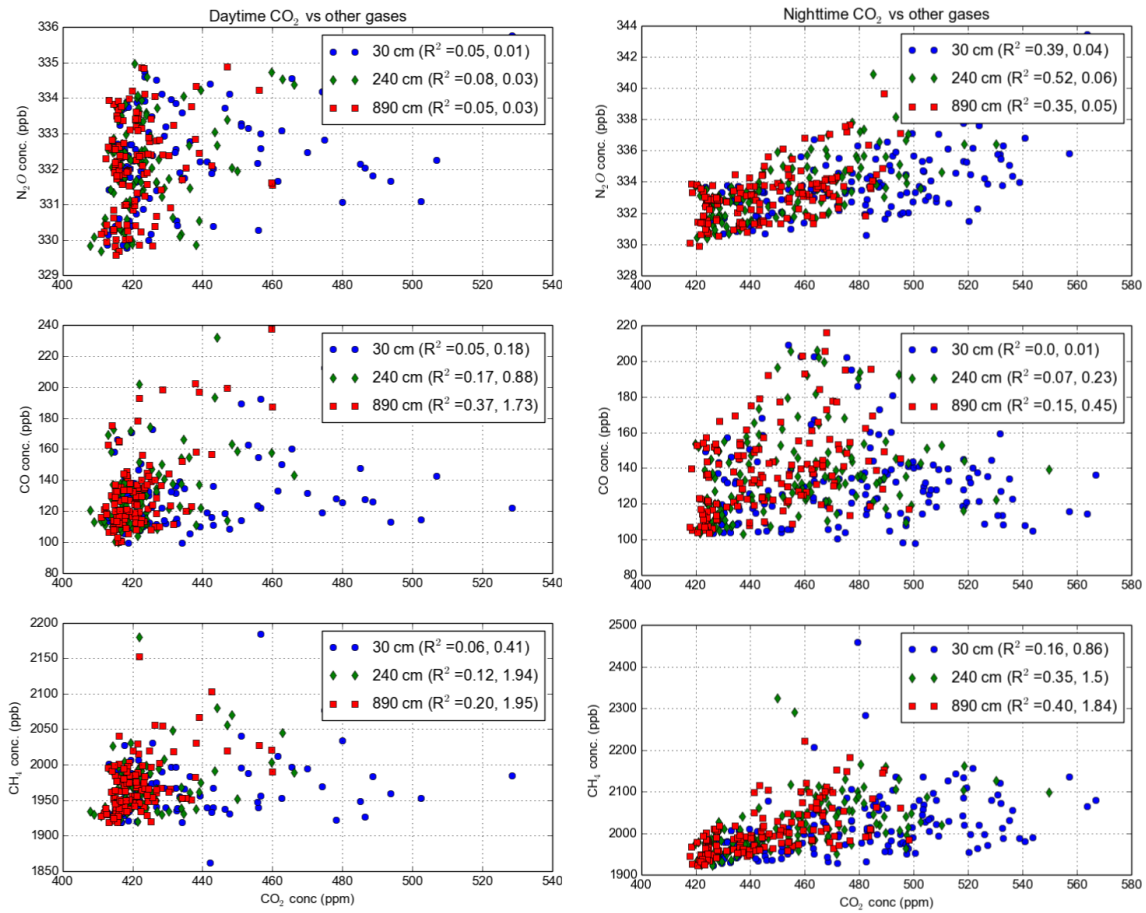 Daytime CO2 vs other gases
N2O conc. (ppb)
336
335
334
333
332
331
330
329
30 cm (R² =0.05, 0.01)
240 cm (R² =0.08, 0.03)
890 cm (R² =0.05, 0.03)
400 420 440 460 480 500 520 540
Nighttime CO2 vs other gases
N2O conc. (ppb)
344
342
340
338
336
334
332
330
328
30 cm (R² =0.39, 0.04)
240 cm (R² =0.52, 0.06)
890 cm (R² =0.35, 0.05)
400 420 440 460 480 500 520 540 560 580
CO conc. (ppb)
240
220
200
180
160
140
120
100
80
30 cm (R² =0.05, 0.18)
240 cm (R² =0.17, 0.88)
890 cm (R² =0.37, 1.73)
400 420 440 460 480 500 520 540
CO conc. (ppb)
220
200
180
160
140
120
100
80
30 cm (R² =0.0, 0.01)
240 cm (R² =0.07, 0.23)
890 cm (R² =0.15, 0.45)
400 420 440 460 480 500 520 540 560 580
CH4 conc. (ppb)
2200
2150
2100
2050
2000
1950
1900
1850
30 cm (R² =0.06, 0.41)
240 cm (R² =0.12, 1.94)
890 cm (R² =0.20, 1.95)
400 420 440 460 480 500 520 540
CO2 conc (ppm)
CH4 conc. (ppb)
2500
2400
2300
2200
2100
2000
1900
30 cm (R² =0.16, 0.86)
240 cm (R² =0.35, 1.5)
890 cm (R² =0.40, 1.84)
400 420 440 460 480 500 520 540 560 580
CO2 conc (ppm)